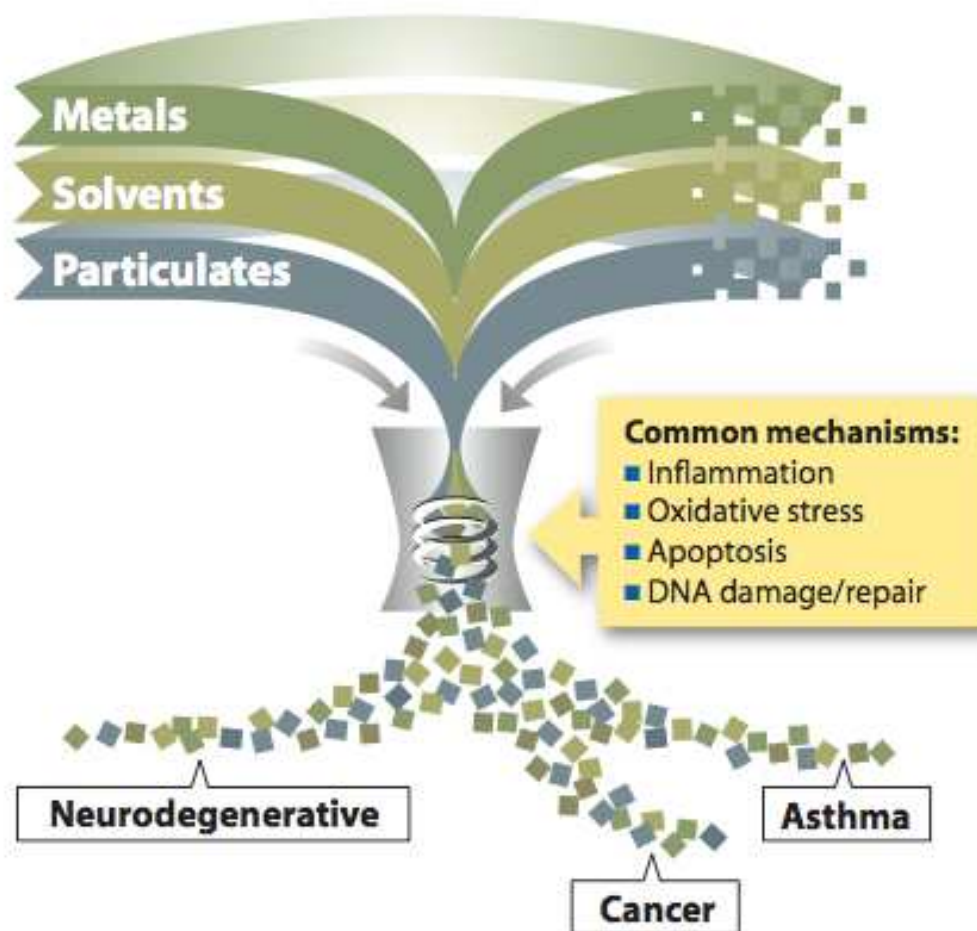 Metals
Solvents
Particulates
Common mechanisms:
Inflammation
Oxidative stress
Apoptosis
DNA damage/repair
Neurodegenerative
Asthma
Cancer